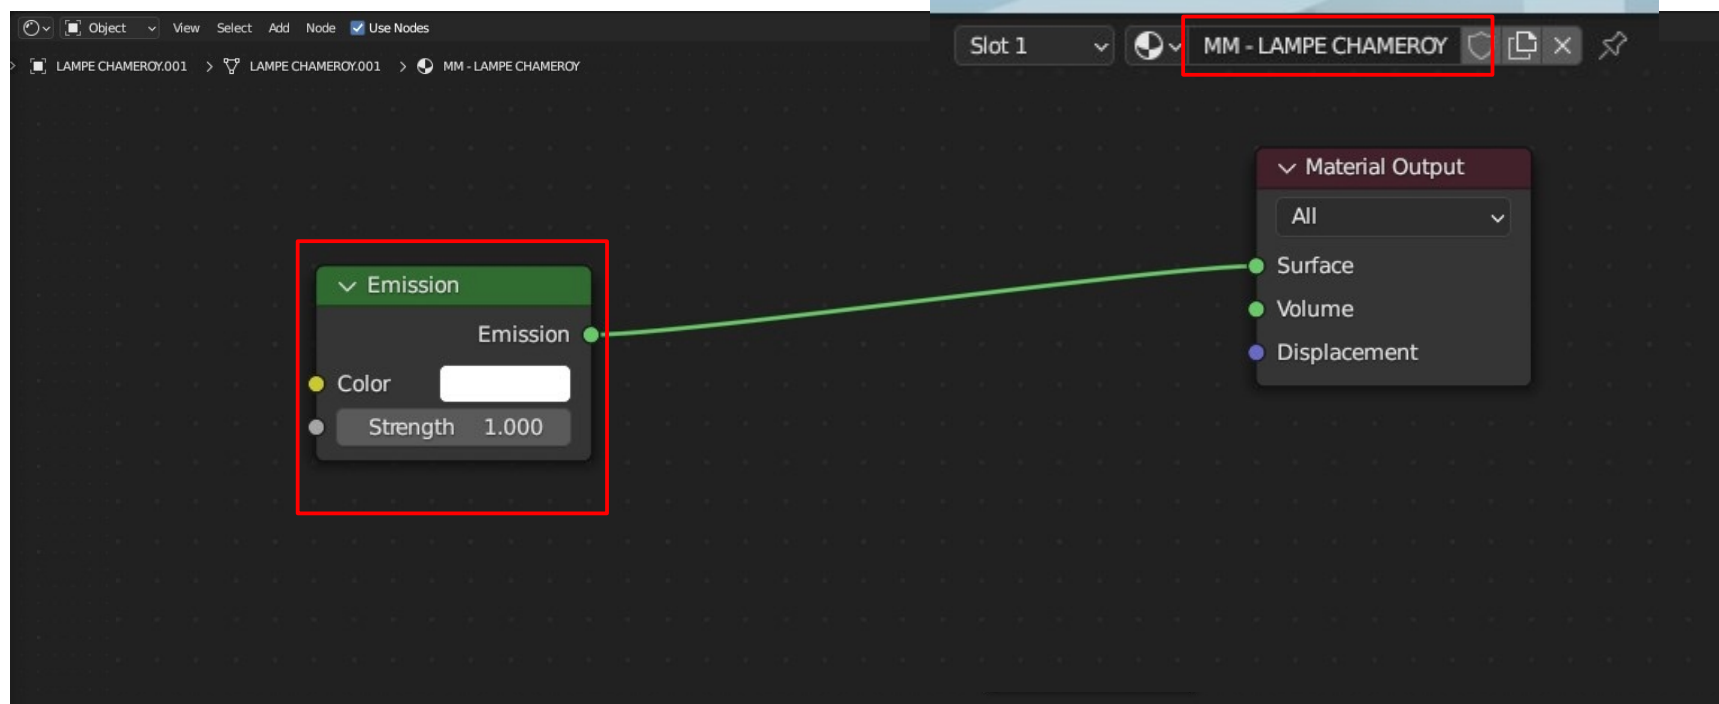 Object View Select Add Node Use Nodes
Slot 1 MM - LAMPE CHAMEROY
LAMPE CHAMEROY.001 > LAMPE CHAMEROY.001 > MM - LAMPE CHAMEROY
Material Output
All
Surface
Volume
Displacement
Emission
Emission
Color
Strength 1.000